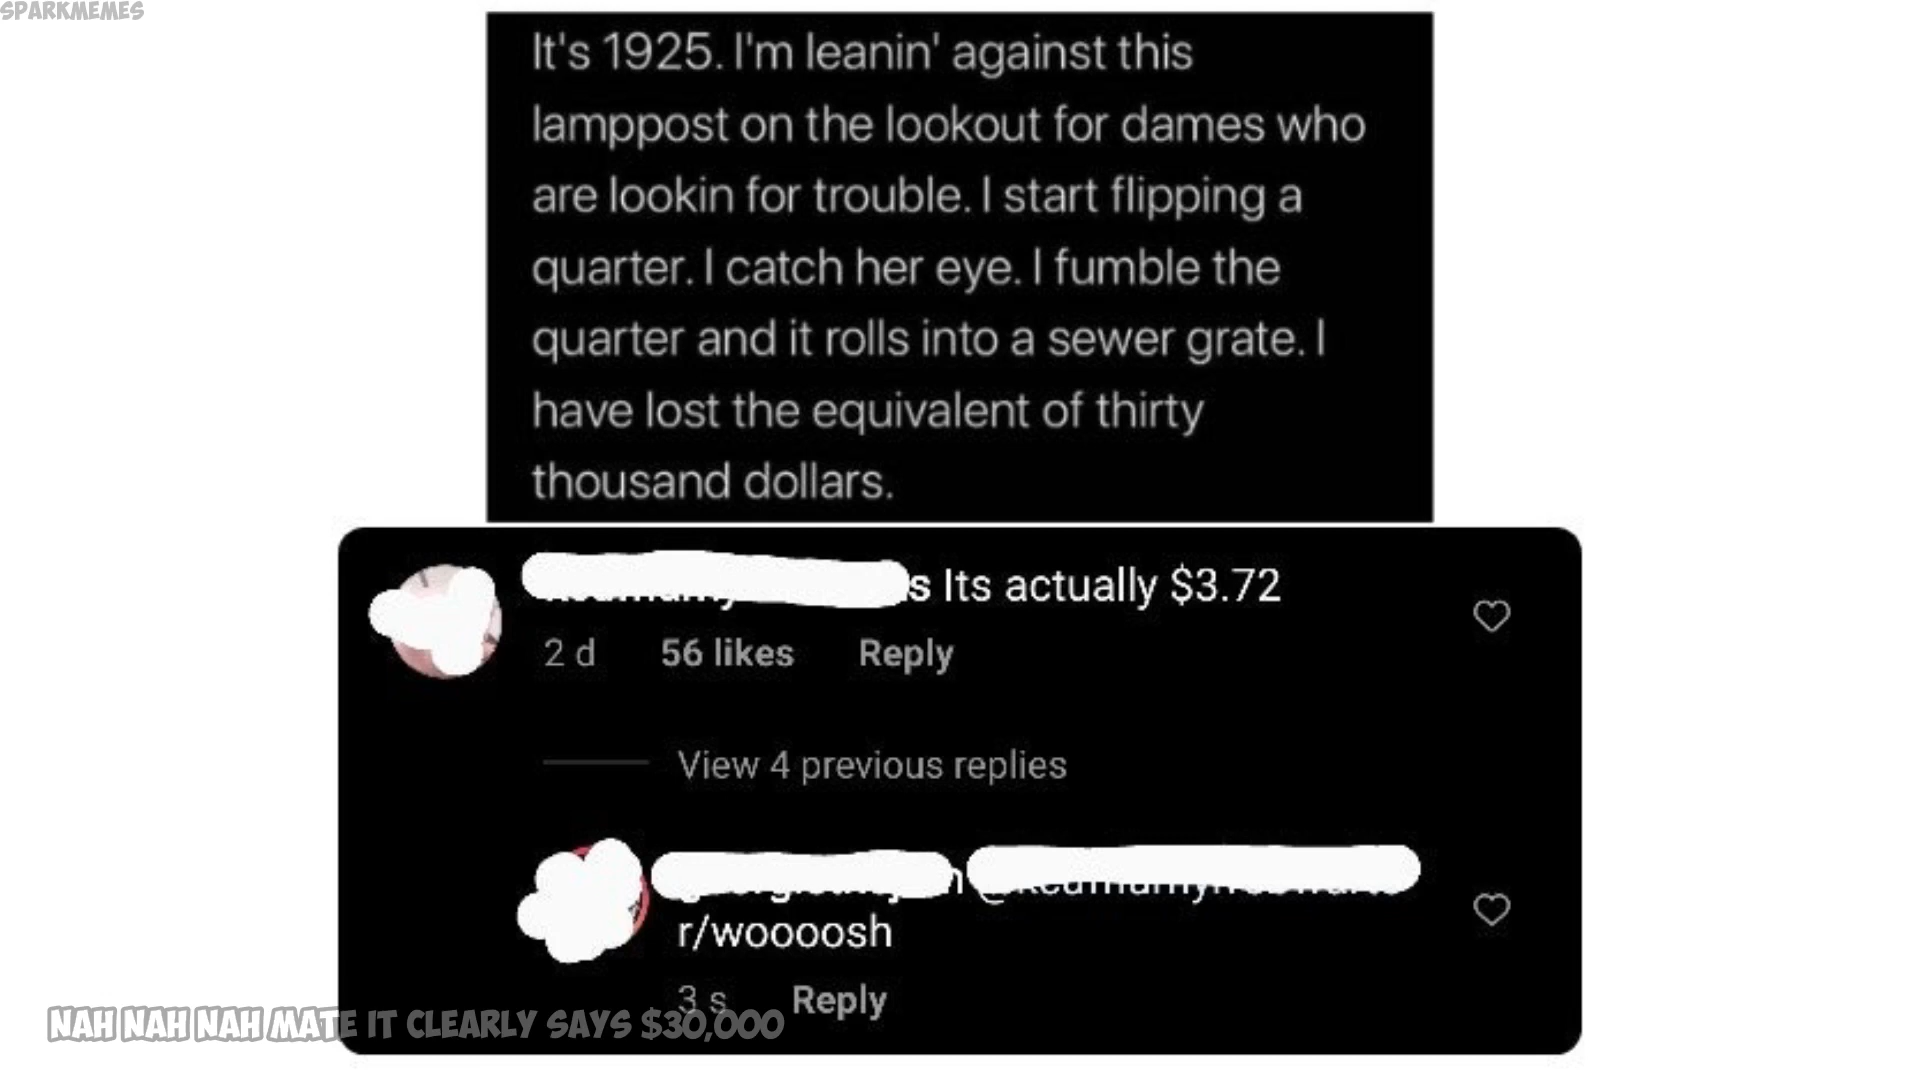 SPARKMEMES
It's 1925. I'm leanin' against this
lamppost on the lookout for dames who
are lookin for trouble. I start flipping a
quarter. I catch her eye. I fumble the
quarter and it rolls into a sewer grate. I
have lost the equivalent of thirty
thousand dollars.
s Its actually $3.72
2 d 56 likes Reply
View 4 previous replies
r/woooosh
3 s Reply
NAH NAH NAH MATE IT CLEARLY SAYS $30,000